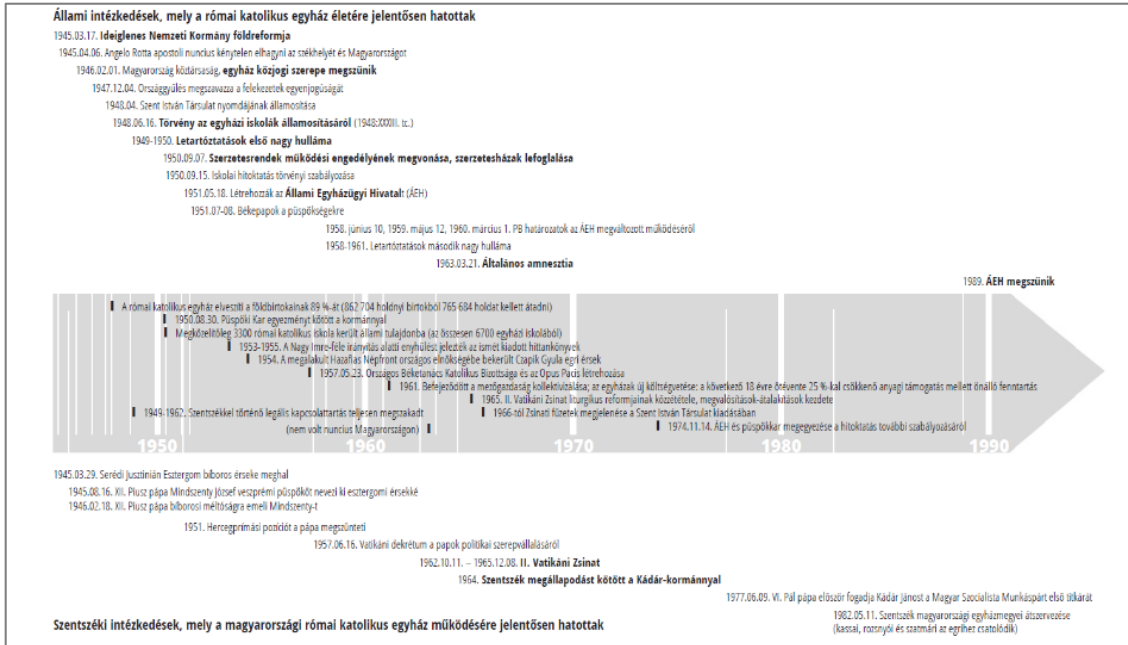 Állami intézkedések, mely a római katolikus egyház életére jelentősen hatottak
1945.03.17. Ideiglenes Nemzeti Kormány földreformja
1945.04.06. Angelo Rotta apostoli nuncius kénytelen elhagyni az székhelyét és Magyarországot
1946.02.01. Magyarország köztársaság, egyház közjogi szerepe megszünik
1947.12.04. Országgyűlés megszavazza a felekezetek egyenjogúságát
1948.04. Szent István Társulat nyomdájának államosítása
1948.06.16. Törvény az egyházi iskolák államosításáról (1948:XXXIII. tc.)
1949-1950. Letartóztatások első nagy hulláma
1950.09.07. Szerzetesrendek működési engedélyének megvonása, szerzetesházak lefoglalása
1950.09.15. Iskolai hitoktatás törvényi szabályozása
1951.05.18. Létrehozzák az Állami Egyházügyi Hivatalt (ÁEH)
1951.07-08. Békepapok a püspökségekre
1958. június 10, 1959. május 12, 1960. március 1. PB határozatok az ÁEH megváltozott működéséről
1958-1961. Letartóztatások második nagy hulláma
1963.03.21. Általános amnesztia
1989. ÁEH megszünik
A római katolikus egyház elveszíti a földbirtokainak 89 %-át (862 704 holdnyi birtokból 765 684 holdat kellett átadni)
1950.08.30. Püspöki Kar egyezményt kötött a kormánnyal
Megközelítőleg 3300 római katolikus iskola került állami tulajdonba (az összesen 6700 egyházi iskolából)
1953-1955. A Nagy Imre-féle irányítás alatti enyhülést jelezték az ismét kiadott hittankönyvek
1954. A megalakult Hazafias Népfront országos elnökségébe bekerült Czapik Gyula egri érsek
1957.05.23. Országos Béketanács Katolikus Bizottsága és az Opus Pacis létrehozása
1961. Befejeződött a mezőgazdaság kollektivizálása; az egyházak új költségvetése: a következő 18 évre ötévente 25 %-kal csökkenő anyagi támogatás mellett önálló fenntartás
1965. II. Vatikáni Zsinat liturgikus reformjainak közzététele, megvalósítások-átalakítások kezdete
1949-1962. Szentszékkel történő legális kapcsolattartás teljesen megszakadt
1966-tól Zsinati füzetek megjelenése a Szent István Társulat kiadásában
(nem volt nuncius Magyarországon)
1974.11.14. ÁEH és püspökkar megegyezése a hitoktatás további szabályozásáról
1950 1960 1970 1980 1990
1945.03.29. Serédi Jusztinián Esztergom bíboros érseke meghal
1945.08.16. XII. Piusz pápa Mindszenty József veszprémi püspököt nevezi ki esztergomi érsekké
1946.02.18. XII. Piusz pápa bíborosi méltóságra emeli Mindszenty-t
1951. Hercegprímási pozíciót a pápa megszünteti
1957.06.16. Vatikáni dekrétum a papok politikai szerepvállalásáról
1962.10.11. – 1965.12.08. II. Vatikáni Zsinat
1964. Szentszék megállapodást kötött a Kádár-kormánnyal
1977.06.09. VI. Pál pápa először fogadja Kádár Jánost a Magyar Szocialista Munkáspárt első titkárát
1982.05.11. Szentszék magyarországi egyházmegyei átszervezése
(kassai, rozsnyói és szatmári az egrihez csatolódik)
Szentszéki intézkedések, mely a magyarországi római katolikus egyház működésére jelentősen hatottak